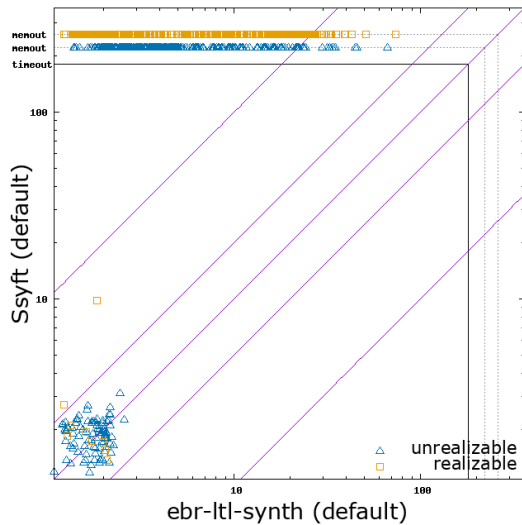 memout
memout
timeout
100
10
Ssyft (default)
unrealizable
realizable
10
100
ebr-ltl-synth (default)